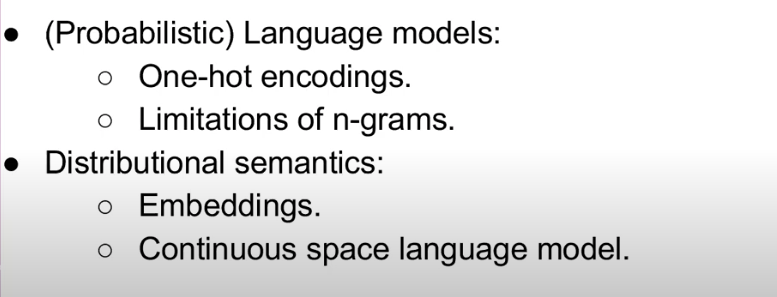 ● (Probabilistic) Language models:
○ One-hot encodings.
○ Limitations of n-grams.
● Distributional semantics:
○ Embeddings.
○ Continuous space language model.